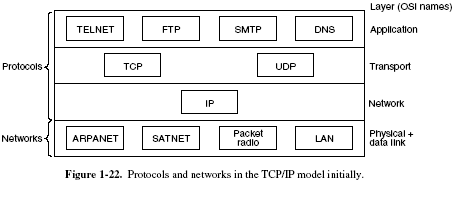 Layer (OSI names)
TELNET FTP SMTP DNS Application
Protocols TCP UDP Transport
IP Network
Networks ARPANET SATNET Packet radio LAN Physical + data link
Figure 1-22. Protocols and networks in the TCP/IP model initially.